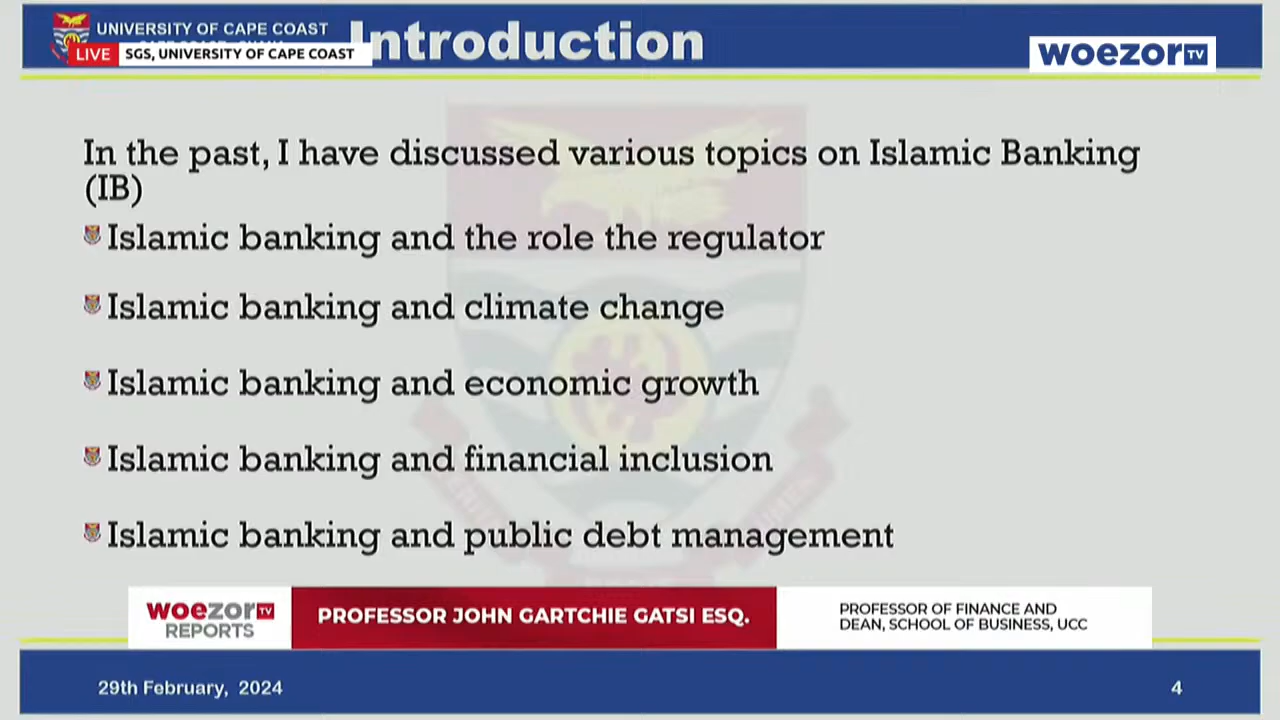 UNIVERSITY OF CAPE COAST
LIVE SGS, UNIVERSITY OF CAPE COAST
Introduction
woezor TV
In the past, I have discussed various topics on Islamic Banking
(IB)
Islamic banking and the role the regulator
Islamic banking and climate change
Islamic banking and economic growth
Islamic banking and financial inclusion
Islamic banking and public debt management
woezor TV
REPORTS
PROFESSOR JOHN GARTCHIE GATSI ESQ.
PROFESSOR OF FINANCE AND
DEAN, SCHOOL OF BUSINESS, UCC
29th February, 2024
4